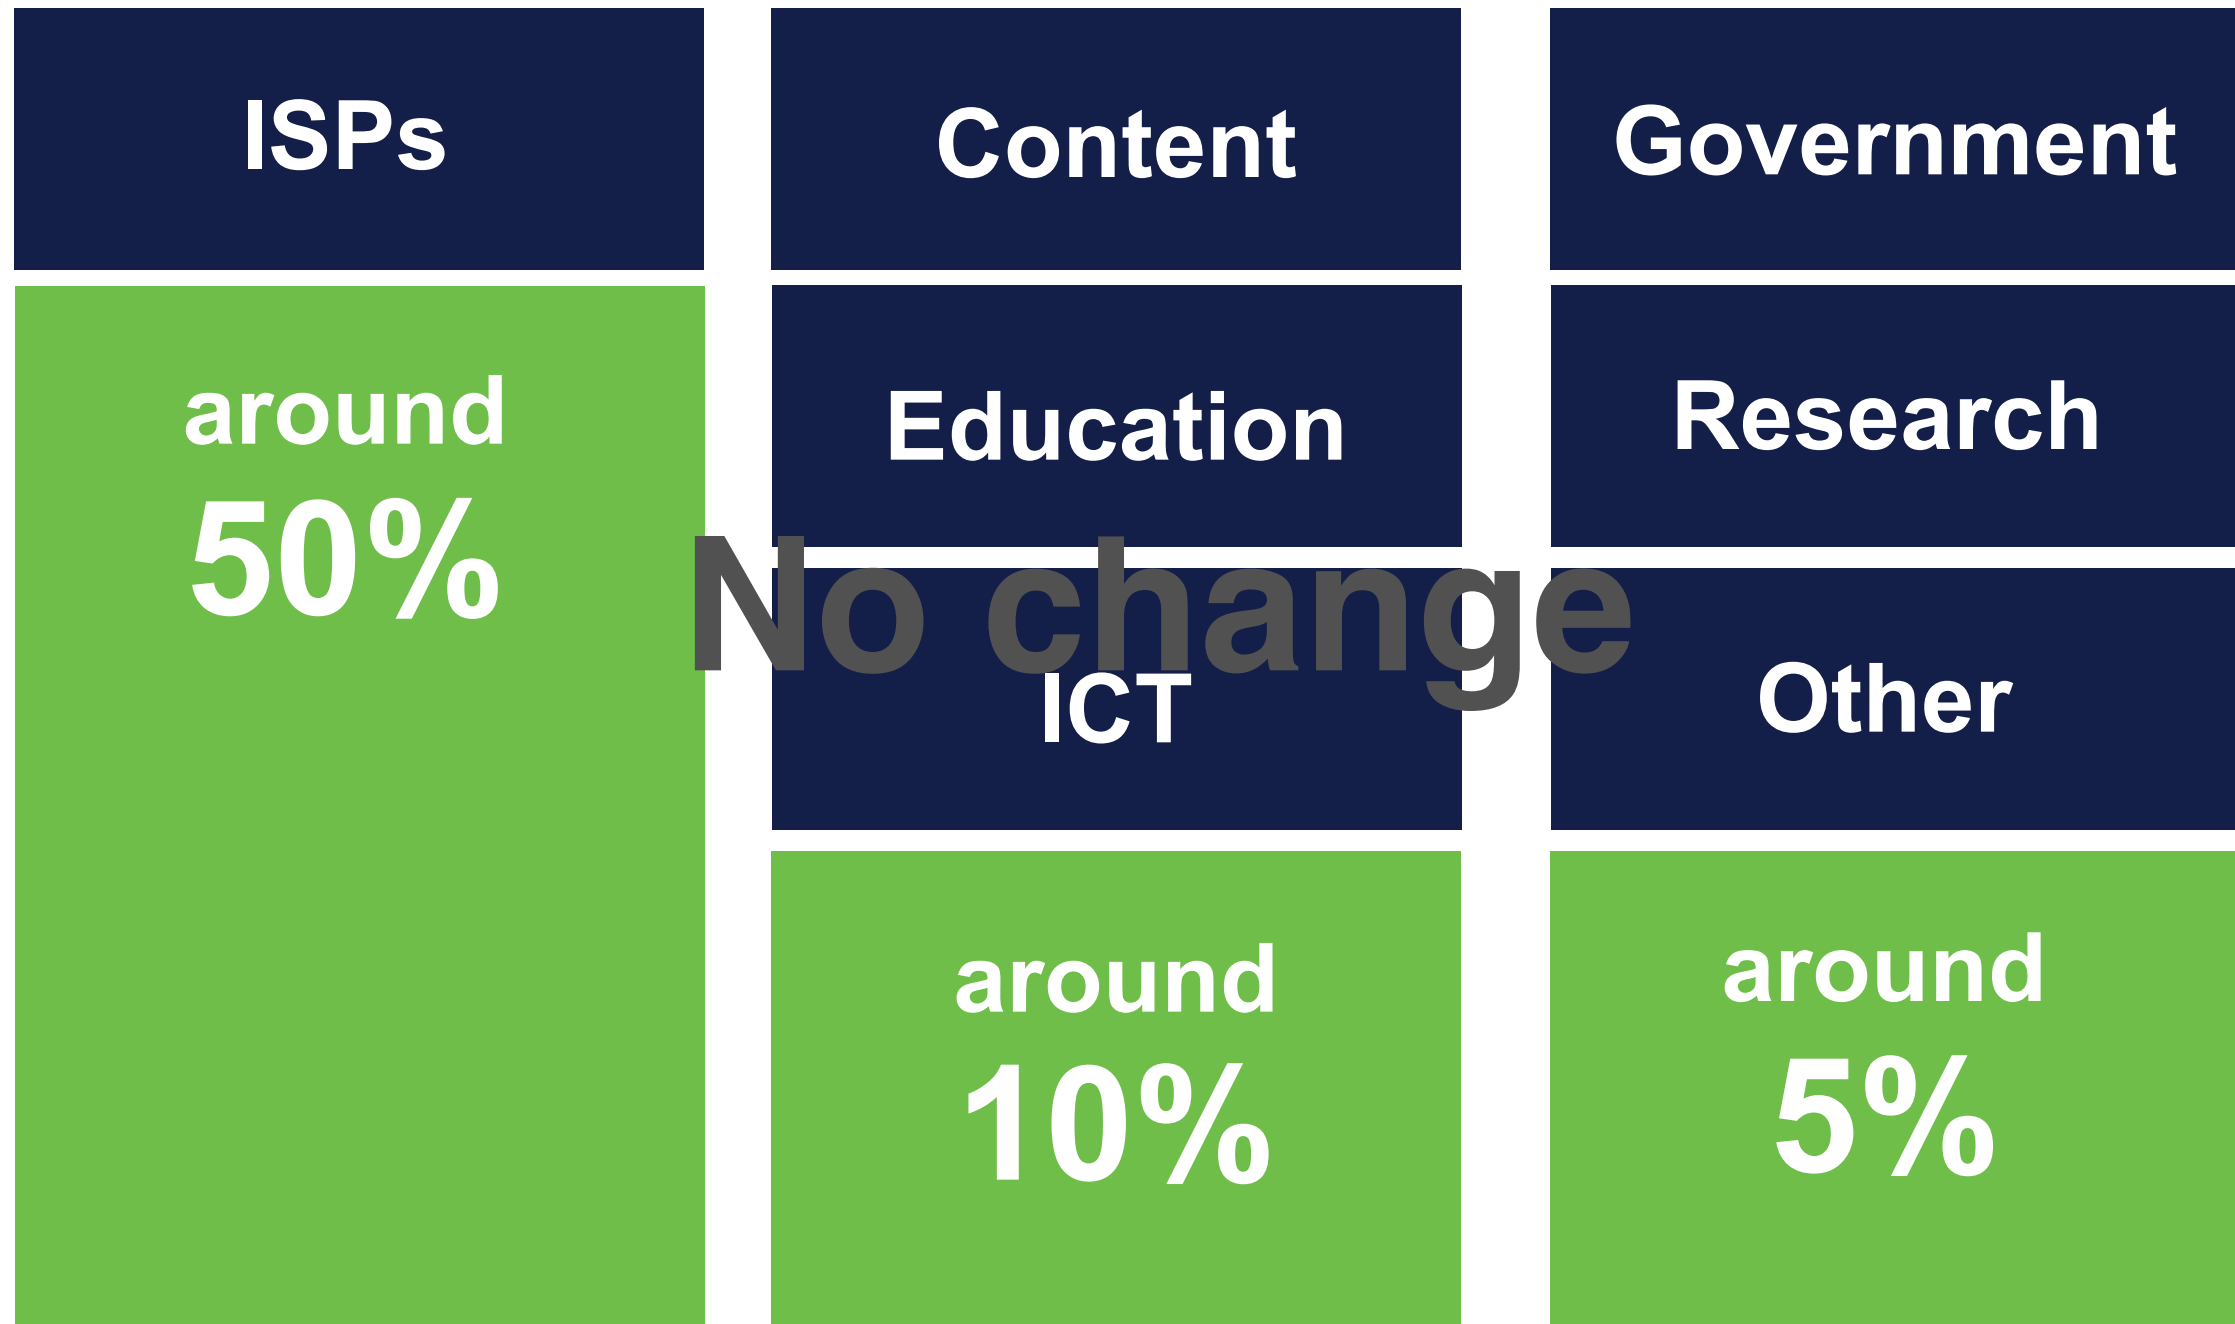 ISPs
around
50%
Content
Education
ICT
around
10%
Government
Research
Other
around
5%
No change